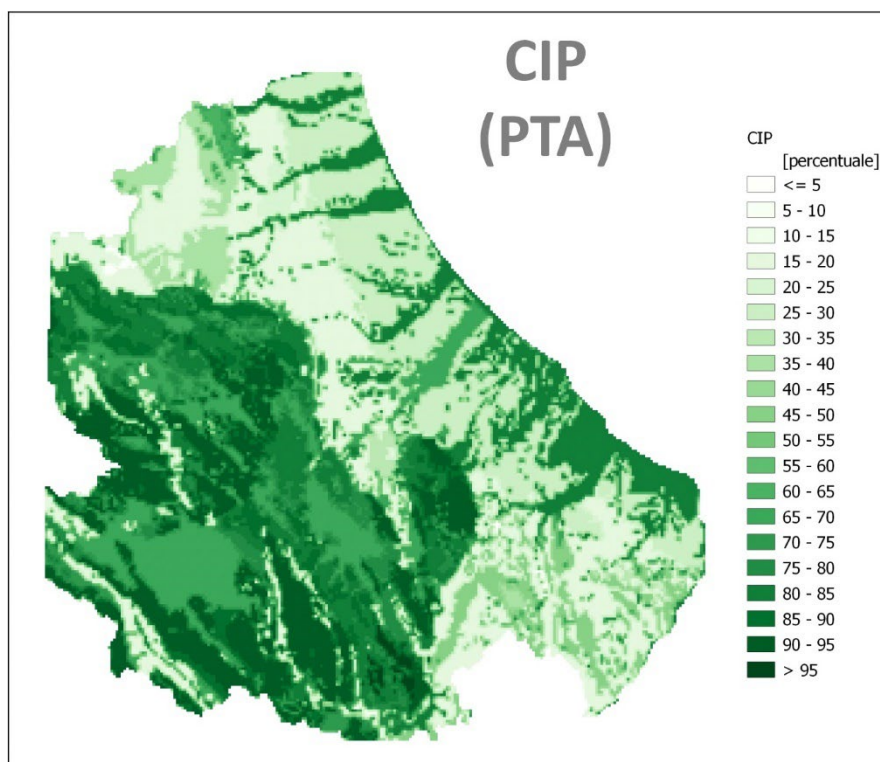 CIP
(PTA)
CIP
[percentuale]
<= 5
5 - 10
10 - 15
15 - 20
20 - 25
25 - 30
30 - 35
35 - 40
40 - 45
45 - 50
50 - 55
55 - 60
60 - 65
65 - 70
70 - 75
75 - 80
80 - 85
85 - 90
90 - 95
> 95